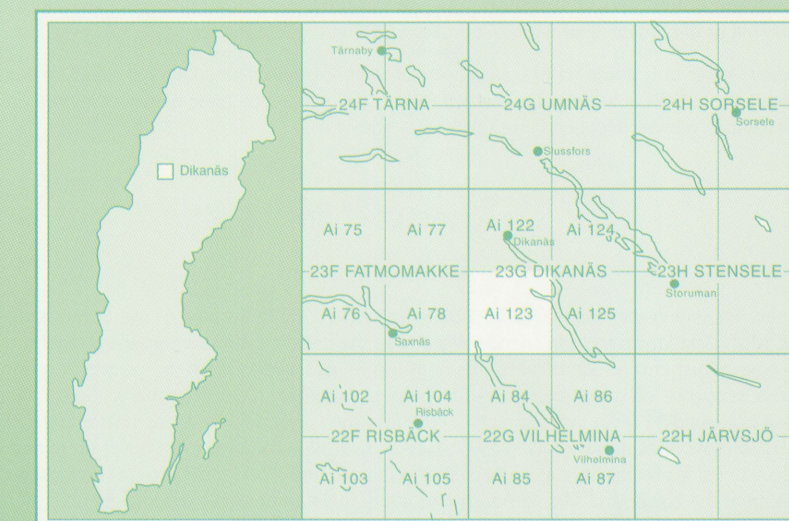 Tärnaby
24F TÄRNA
24G UMNÄS
24H SORSELE
Sorsele
Slussfors
Dikanäs
Ai 75
Ai 77
Ai 122
Ai 124
Dikanäs
23F FATMOMAKKE
23G DIKANÄS
23H STENSELE
Storuman
Ai 76
Ai 78
Ai 123
Ai 125
Saxnäs
Ai 102
Ai 104
Ai 84
Ai 86
Risbäck
22F RISBÄCK
22G VILHELMINA
22H JÄRVSJÖ
Vilhelmina
Ai 103
Ai 105
Ai 85
Ai 87